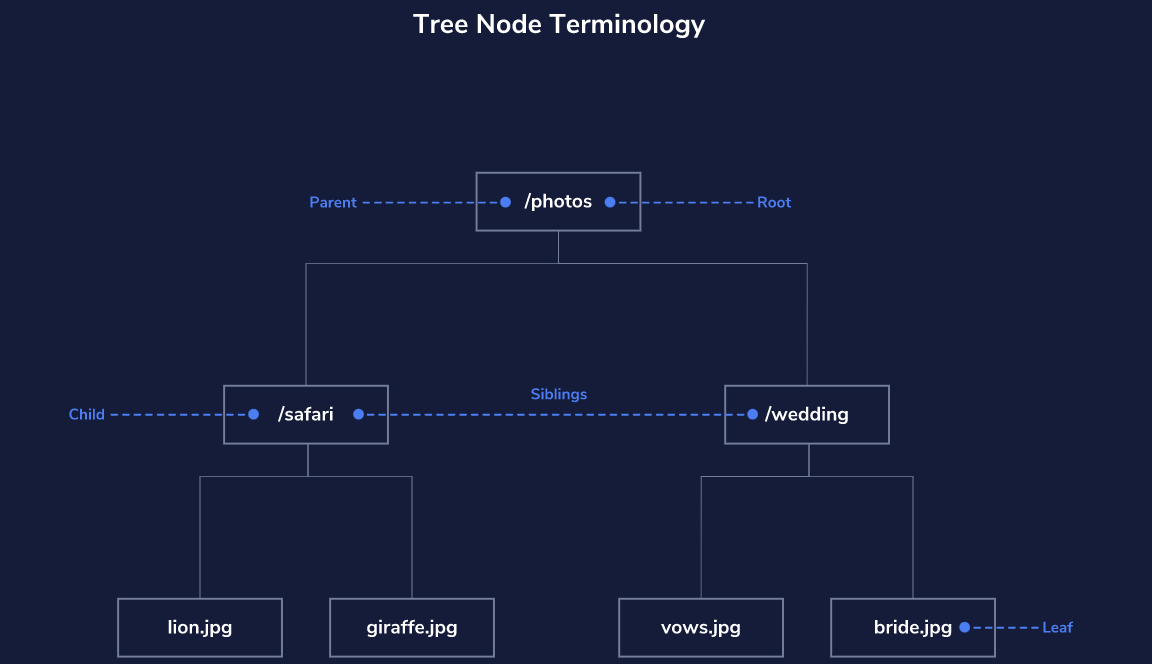 Tree Node Terminology
Parent
/photos
Root
Siblings
Child
/safari
/wedding
lion.jpg
giraffe.jpg
vows.jpg
bride.jpg
Leaf